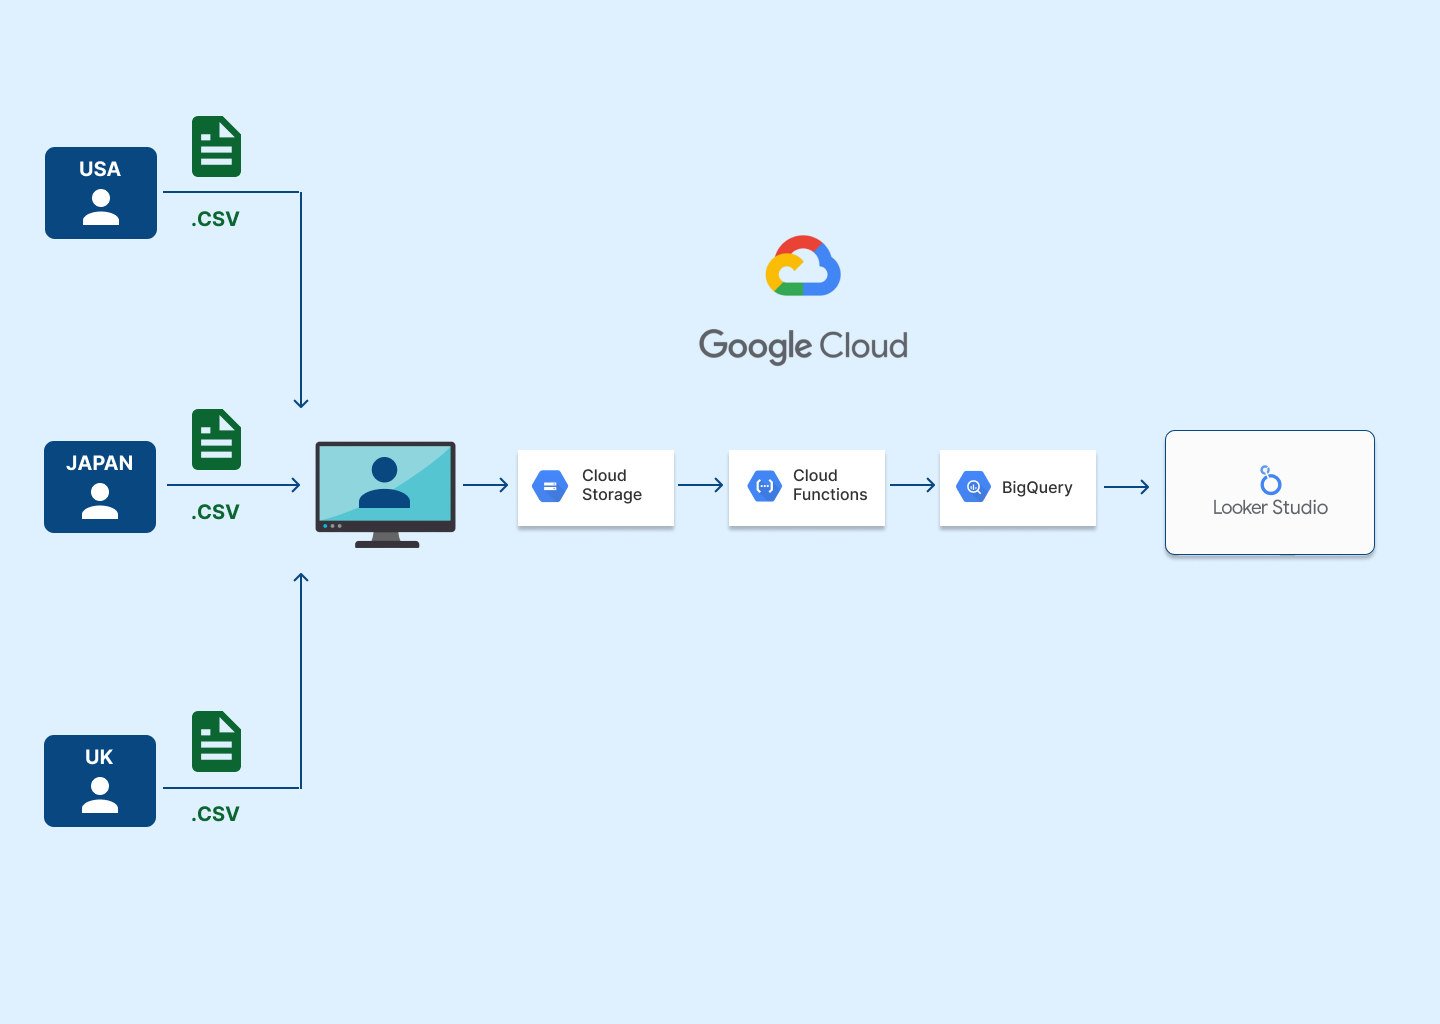 USA
.CSV
Google Cloud
JAPAN
.CSV
Cloud
Storage
Cloud
Functions
BigQuery
Looker Studio
UK
.CSV